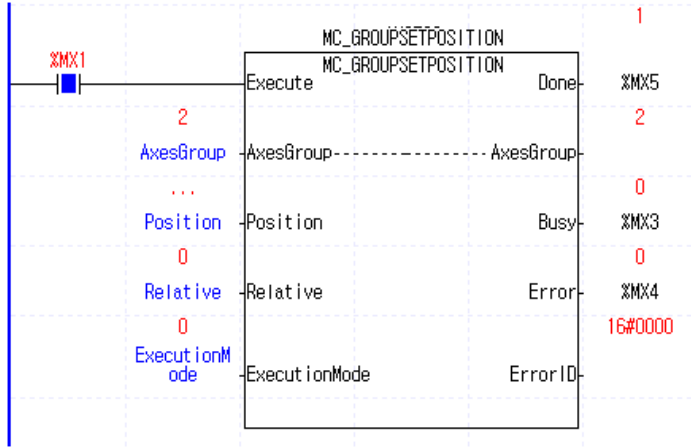 1
MC_GROUPSETPOSITION
%MX1
MC_GROUPSETPOSITION
Execute Done %MX5
2 2
AxesGroup AxesGroup AxesGroup
... 0
Position Position Busy %MX3
0 0
Relative Relative Error %MX4
0 16#0000
ExecutionM
ode ExecutionMode ErrorID